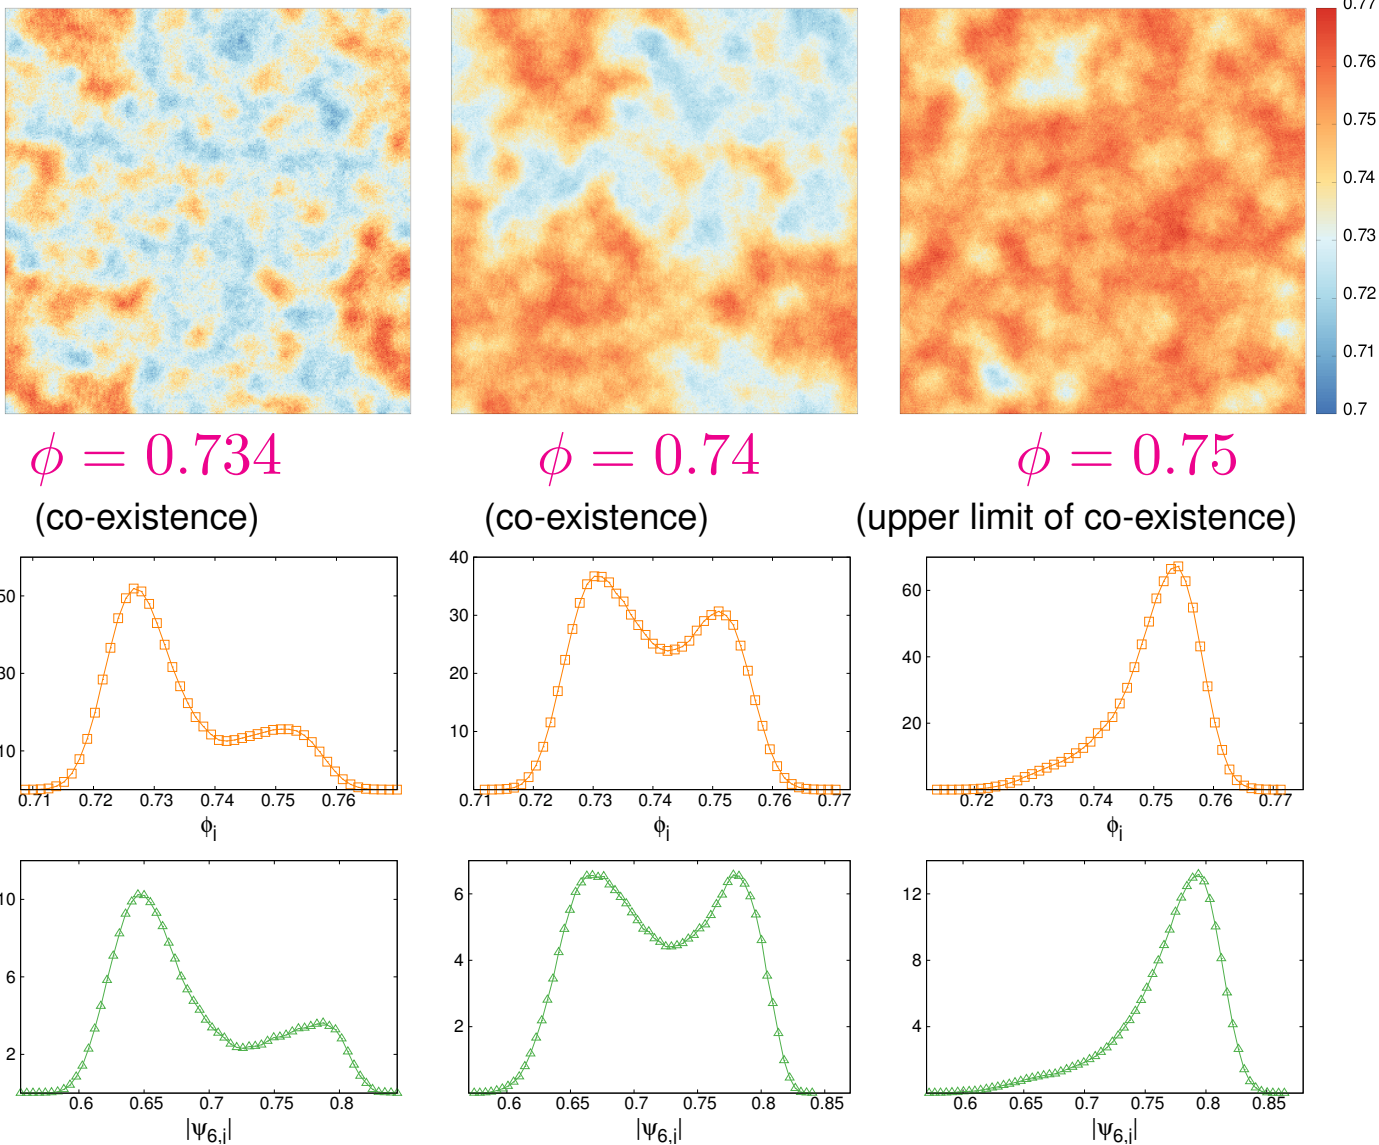 0.77
0.76
0.75
0.74
0.73
0.72
0.71
0.7
ϕ = 0.734
ϕ = 0.74
ϕ = 0.75
(co-existence)
(co-existence)
(upper limit of co-existence)
50
30
10
0.71 0.72 0.73 0.74 0.75 0.76
ϕi
40
30
20
10
0.71 0.72 0.73 0.74 0.75 0.76 0.77
60
40
20
0.72 0.73 0.74 0.75 0.76 0.77
ϕi
10
6
2
0.6 0.65 0.7 0.75 0.8
|ψ6,i|
6
4
2
0.6 0.65 0.7 0.75 0.8 0.85
|ψ6,i|
12
8
4
0.6 0.65 0.7 0.75 0.8 0.85
|ψ6,i|